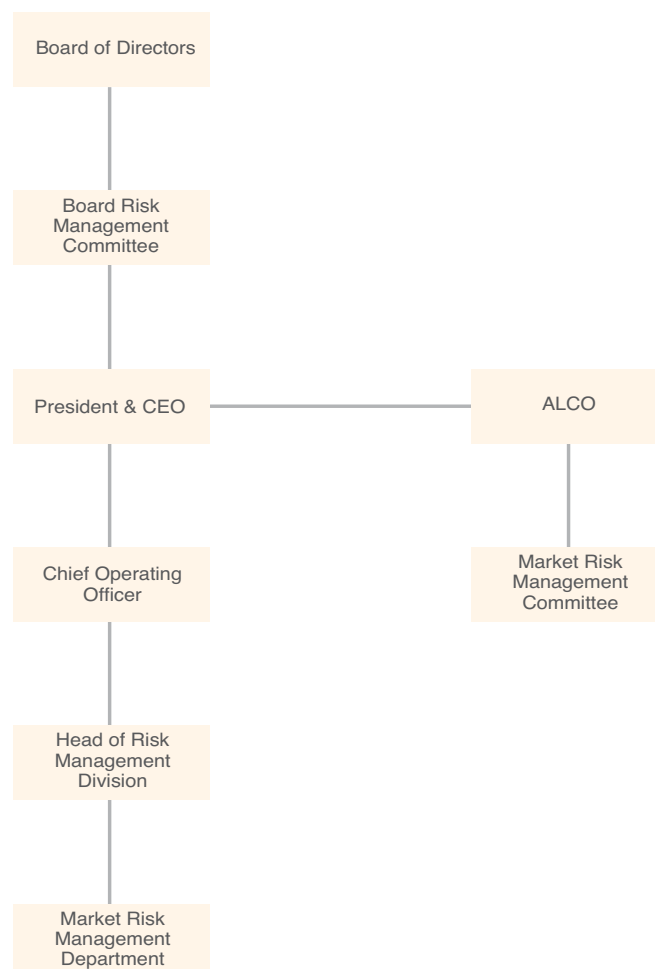 Board of Directors
Board Risk
Management
Committee
President & CEO
ALCO
Chief Operating
Officer
Market Risk
Management
Committee
Head of Risk
Management
Division
Market Risk
Management
Department